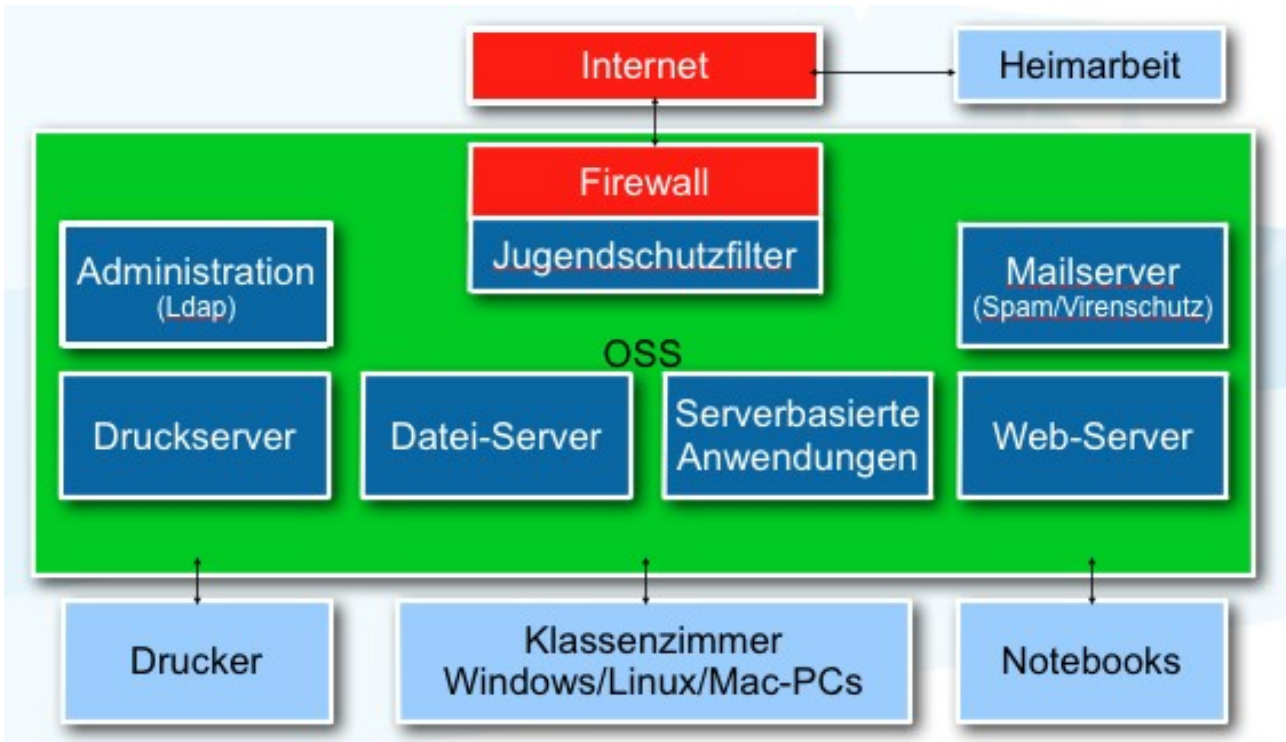 Internet
Heimarbeit
Firewall
Jugendschutzfilter
Administration
(Ldap)
Mailserver
(Spam/Virenschutz)
OSS
Druckserver
Datei-Server
Serverbasierte
Anwendungen
Web-Server
Drucker
Klassenzimmer
Windows/Linux/Mac-PCs
Notebooks